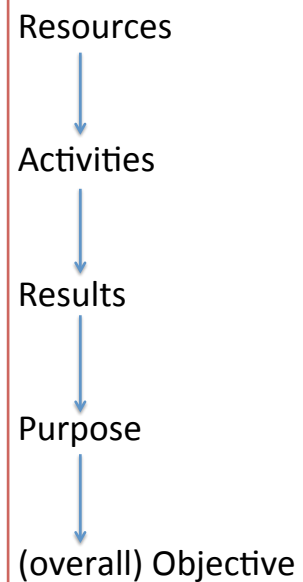 Resources
Activities
Results
Purpose
(overall) Objective